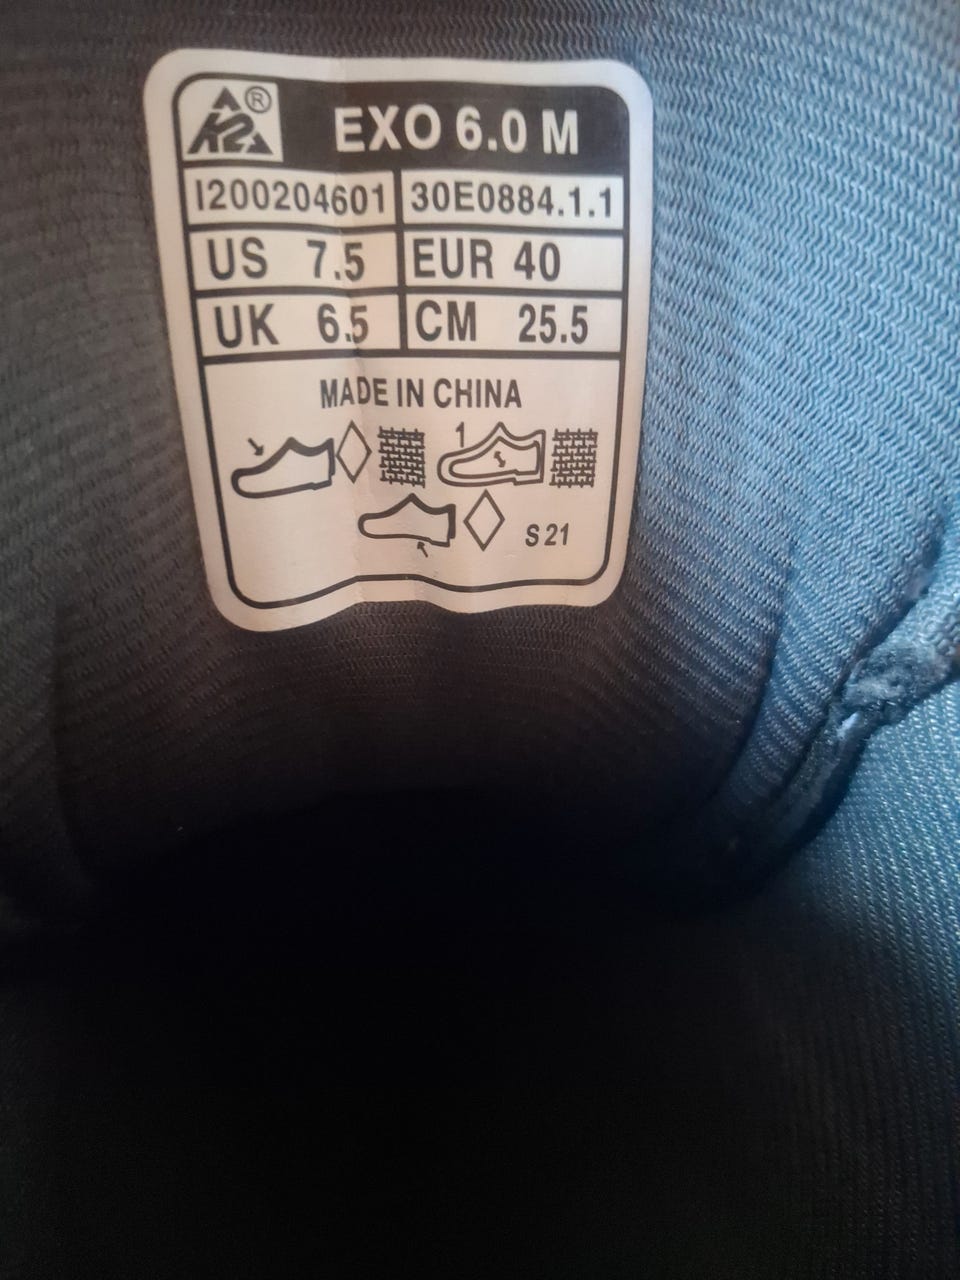 K2 ®
EXO 6.0 M
I200204601 30E0884.1.1
US 7.5 EUR 40
UK 6.5 CM 25.5
MADE IN CHINA
1
S 21